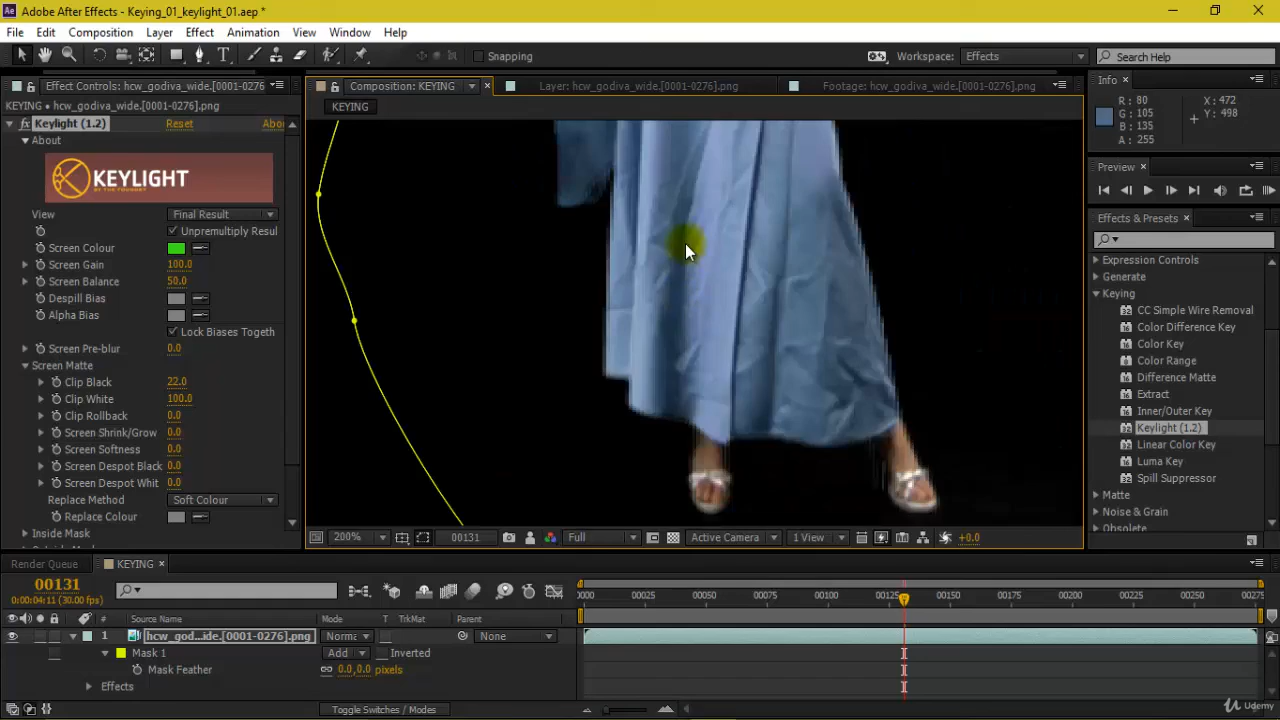 Adobe After Effects - Keying_01_keylight_01.aep *
File Edit Composition Layer Effect Animation View Window Help
Snapping
Workspace: Effects
Search Help
Effect Controls: hcw_godiva_wide.[0001-0276]
KEYING • hcw_godiva_wide.[0001-0276].png
fx Keylight (1.2) Reset Abou
About
KEYLIGHT
BY THE FOUNDRY
View Final Result
Unpremultiply Resul
Screen Colour
Screen Gain 100.0
Screen Balance 50.0
Despill Bias
Alpha Bias
Lock Biases Togeth
Screen Pre-blur 0.0
Screen Matte
Clip Black 22.0
Clip White 100.0
Clip Rollback 0.0
Screen Shrink/Grow 0.0
Screen Softness 0.0
Screen Despot Black 0.0
Screen Despot Whit 0.0
Replace Method Soft Colour
Replace Colour
Inside Mask
Composition: KEYING
Layer: hcw_godiva_wide.[0001-0276].png
Footage: hcw_godiva_wide.[0001-0276].png
KEYING
200% 00131 Full Active Camera 1 View +0.0
Info
R: 80
G: 105
B: 135
A: 255
X: 472
Y: 498
Preview
Effects & Presets
Expression Controls
Generate
Keying
CC Simple Wire Removal
Color Difference Key
Color Key
Color Range
Difference Matte
Extract
Inner/Outer Key
Keylight (1.2)
Linear Color Key
Luma Key
Spill Suppressor
Matte
Noise & Grain
Obsolete
Render Queue KEYING
00131
0:00:04:11 (30.00 fps)
# Source Name Mode T TrkMat Parent
1 hcw_god...ide.[0001-0276].png Norma None
Mask 1 Add Inverted
Mask Feather 0.0,0.0 pixels
Effects
Toggle Switches / Modes
0000 00025 00050 00075 00100 00125 00150 00175 00200 00225 00250 00275
Udemy